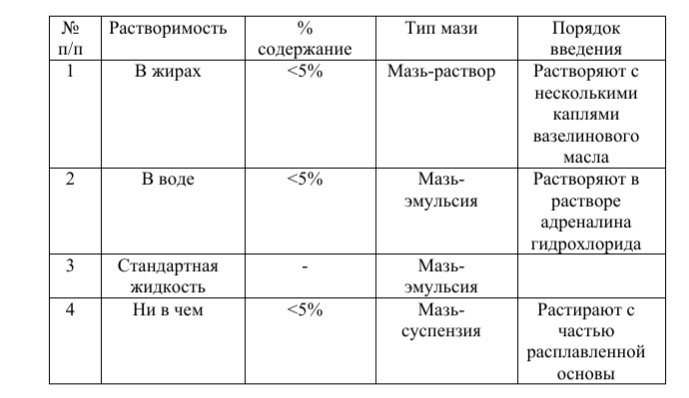 № Растворимость % Тип мази Порядок
п/п содержание введения
1 В жирах <5% Мазь-раствор Растворяют с
несколькими
каплями
вазелинового
масла
2 В воде <5% Мазь- Растворяют в
эмульсия растворе
адреналина
гидрохлорида
3 Стандартная - Мазь-
жидкость эмульсия
4 Ни в чем <5% Мазь- Растирают с
суспензия частью
расплавленной
основы